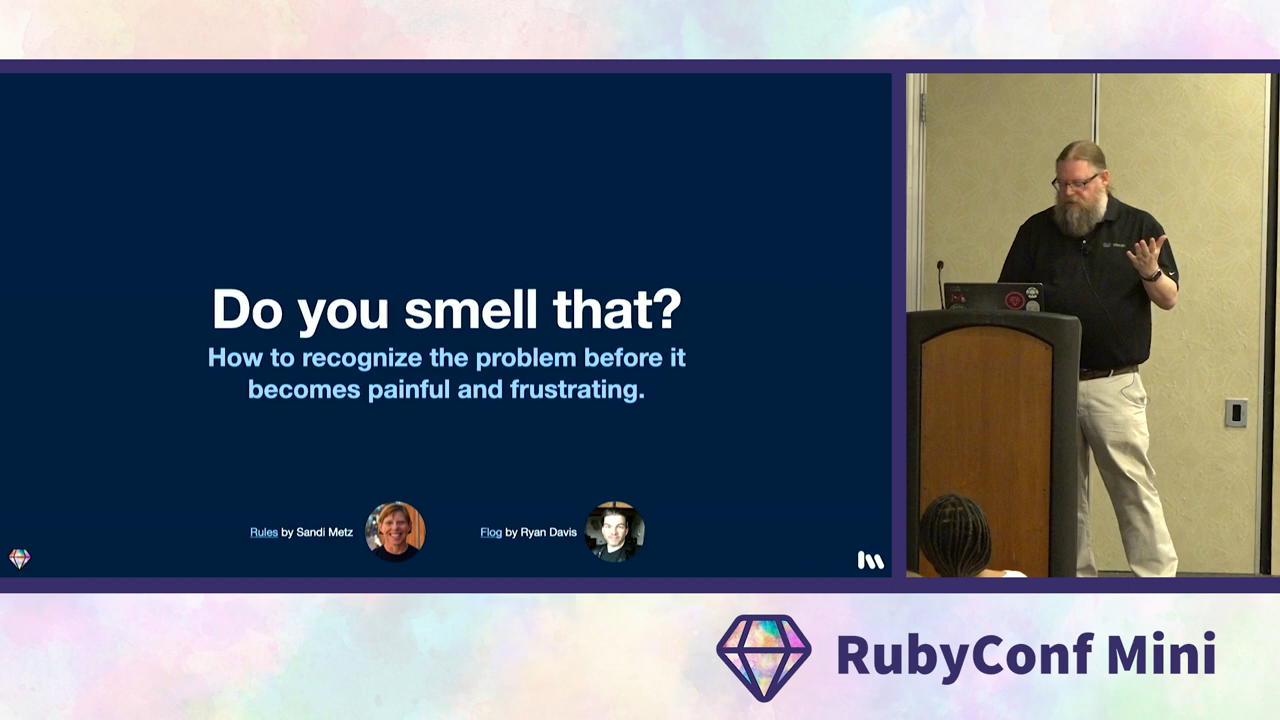 Do you smell that?
How to recognize the problem before it
becomes painful and frustrating.
Rules by Sandi Metz
Flog by Ryan Davis
RubyConf Mini